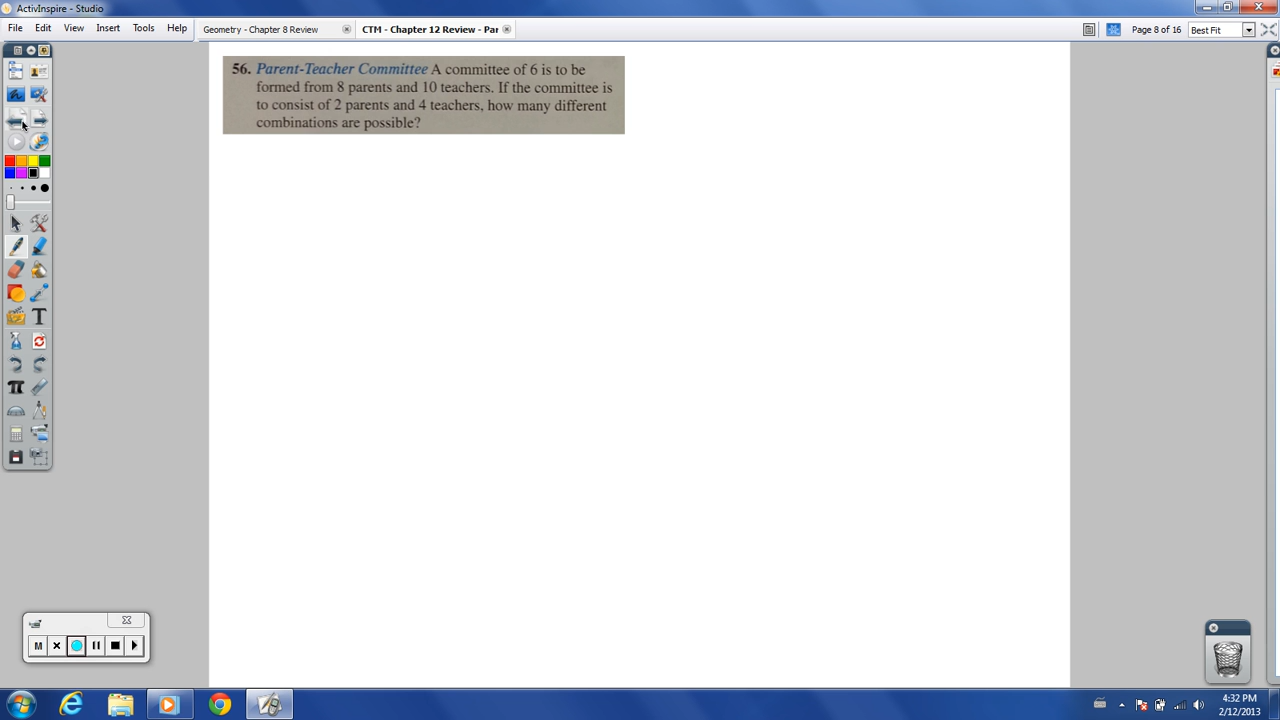 ActivInspire - Studio
File Edit View Insert Tools Help
Geometry - Chapter 8 Review
CTM - Chapter 12 Review - Par
Page 8 of 16
Best Fit
56. Parent-Teacher Committee A committee of 6 is to be
formed from 8 parents and 10 teachers. If the committee is
to consist of 2 parents and 4 teachers, how many different
combinations are possible?
M
4:32 PM
2/12/2013